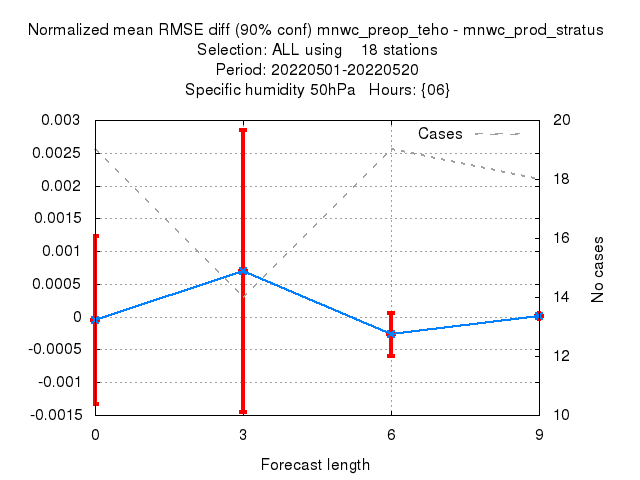 Normalized mean RMSE diff (90% conf) mnwc_preop_teho - mnwc_prod_stratus
Selection: ALL using    18 stations
Period: 20220501-20220520
Specific humidity 50hPa   Hours: {06}
Cases
0.003
0.0025
0.002
0.0015
0.001
0.0005
0
-0.0005
-0.001
-0.0015
20
18
16
14
12
10
No cases
0 3 6 9
Forecast length